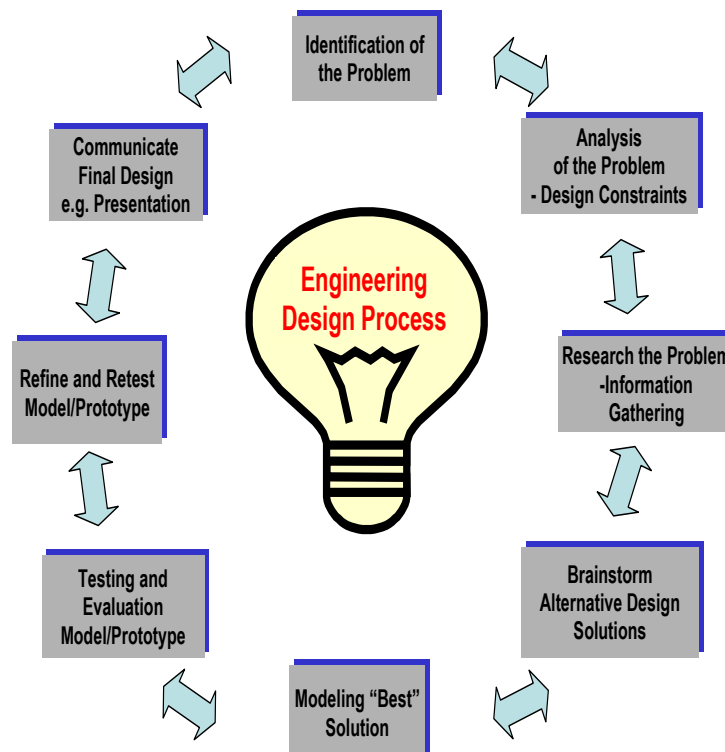 Identification of
the Problem
Analysis
of the Problem
- Design Constraints
Research the Problem
-Information
Gathering
Brainstorm
Alternative Design
Solutions
Modeling “Best”
Solution
Testing and
Evaluation
Model/Prototype
Refine and Retest
Model/Prototype
Communicate
Final Design
e.g. Presentation
Engineering
Design Process